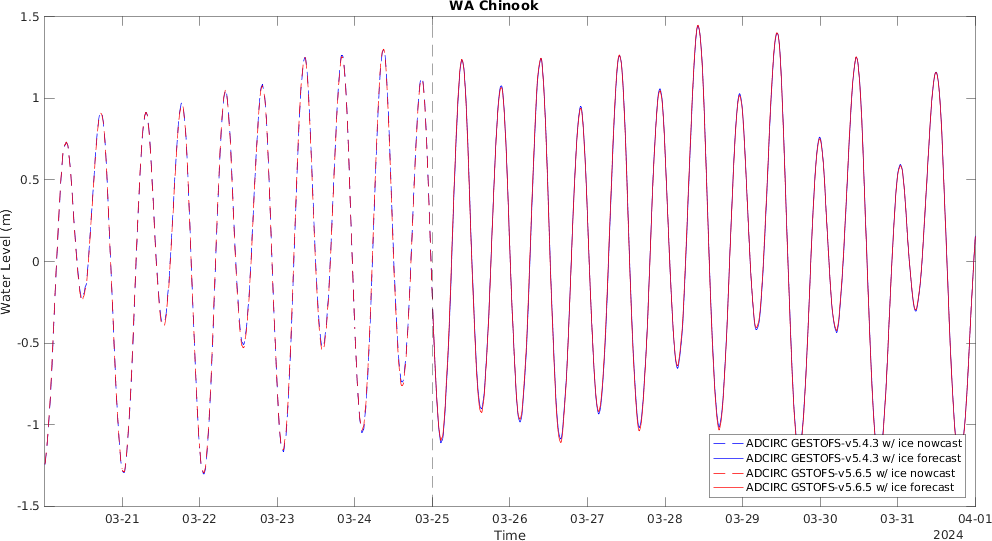 WA Chinook
1.5
1
0.5
0
-0.5
-1
-1.5
Water Level (m)
03-21 03-22 03-23 03-24 03-25 03-26 03-27 03-28 03-29 03-30 03-31 04-01
Time
2024
ADCIRC GESTOFS-v5.4.3 w/ ice nowcast
ADCIRC GESTOFS-v5.4.3 w/ ice forecast
ADCIRC GSTOFS-v5.6.5 w/ ice nowcast
ADCIRC GSTOFS-v5.6.5 w/ ice forecast